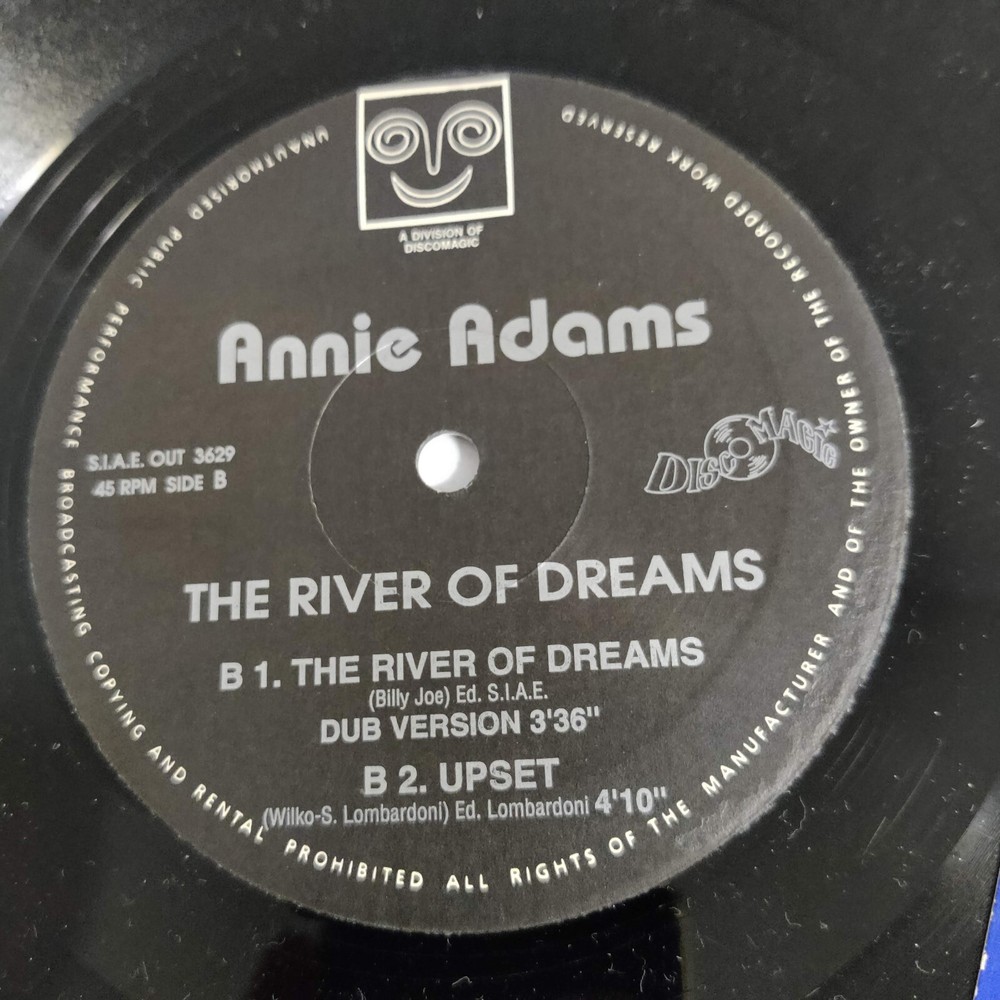 A DIVISION OF
DISCOMAGIC
Annie Adams
S.I.A.E. OUT 3629
45 RPM SIDE B
DISCOMAGIC
THE RIVER OF DREAMS
B 1. THE RIVER OF DREAMS
(Billy Joe) Ed. S.I.A.E.
DUB VERSION 3'36"
B 2. UPSET
(Wilko-S. Lombardoni) Ed. Lombardoni 4'10"
UNAUTHORISED PUBLIC PERFORMANCE BROADCASTING COPYING AND RENTAL PROHIBITED ALL RIGHTS OF THE MANUFACTURER AND OF THE OWNER OF THE RECORDED WORK RESERVED